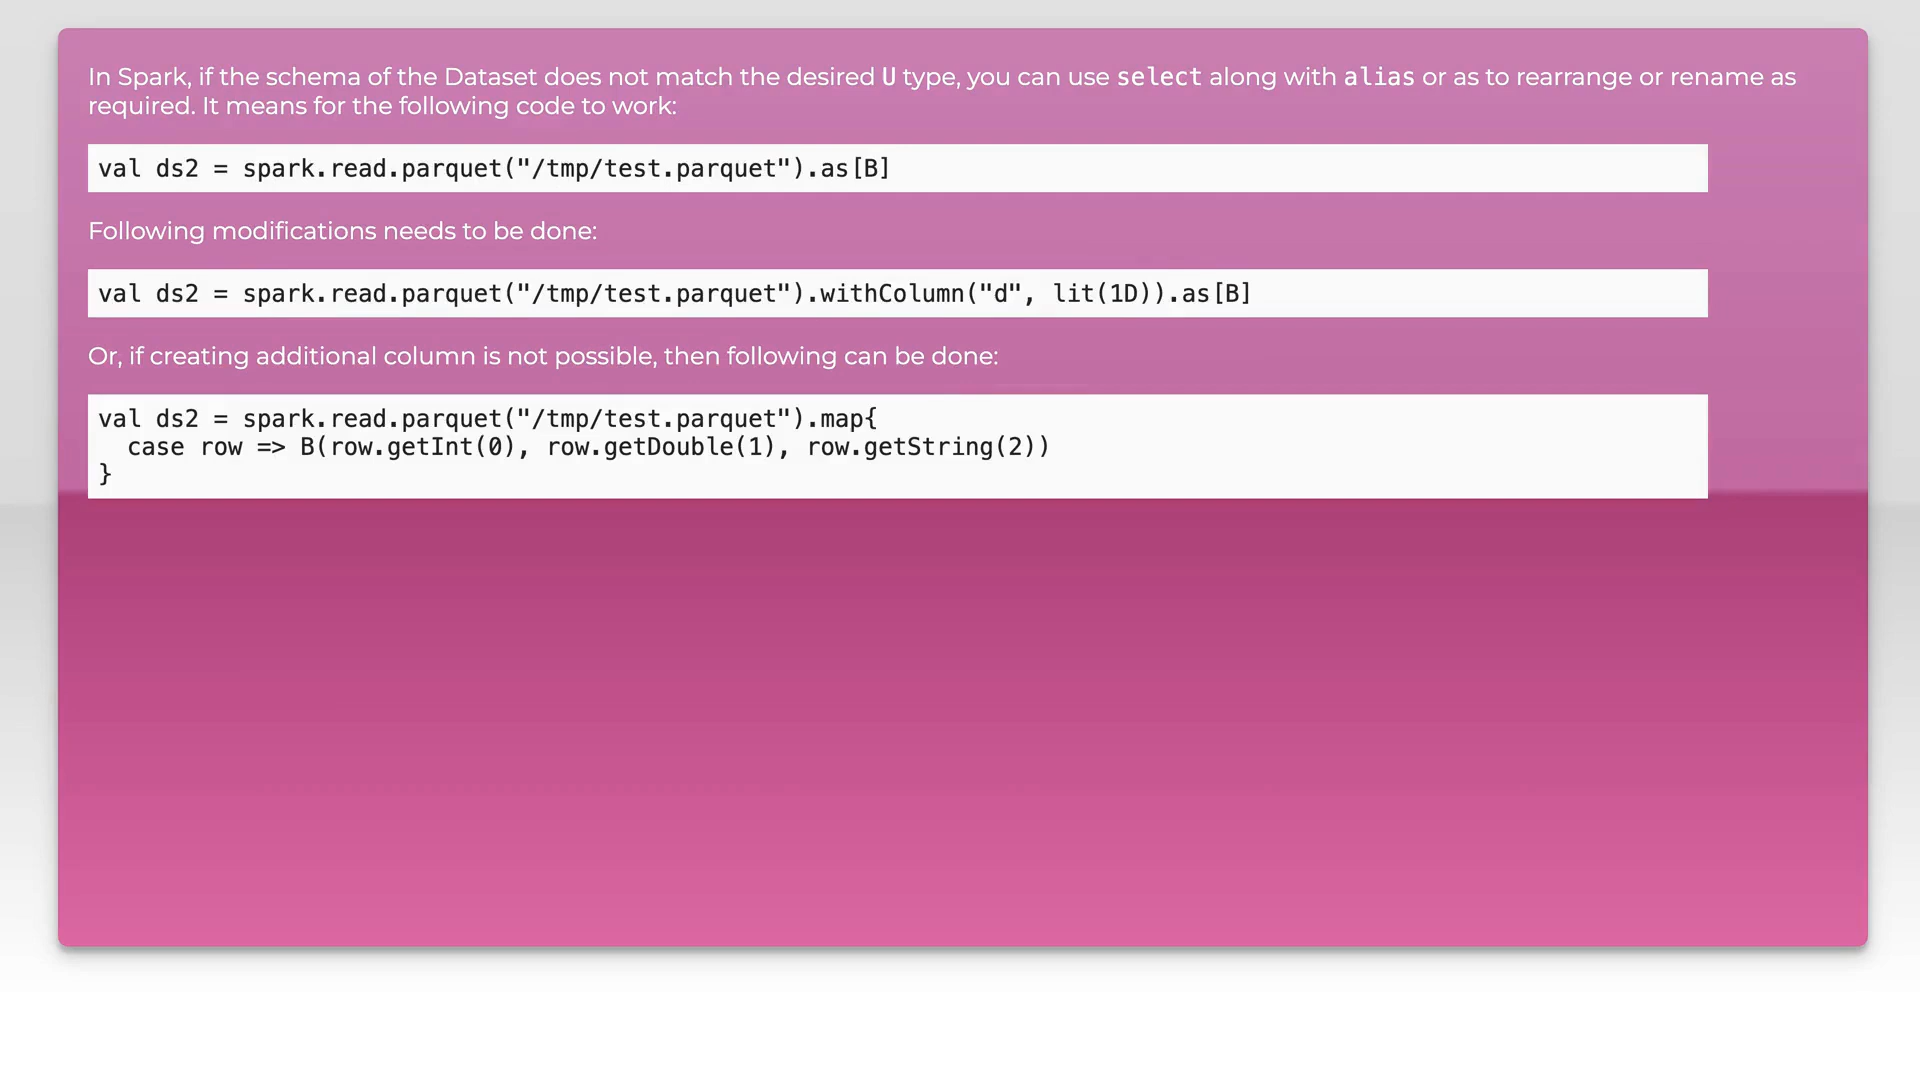 In Spark, if the schema of the Dataset does not match the desired U type, you can use select along with alias or as to rearrange or rename as
required. It means for the following code to work:
val ds2 = spark.read.parquet("/tmp/test.parquet").as[B]
Following modifications needs to be done:
val ds2 = spark.read.parquet("/tmp/test.parquet").withColumn("d", lit(1D)).as[B]
Or, if creating additional column is not possible, then following can be done:
val ds2 = spark.read.parquet("/tmp/test.parquet").map{
  case row => B(row.getInt(0), row.getDouble(1), row.getString(2))
}